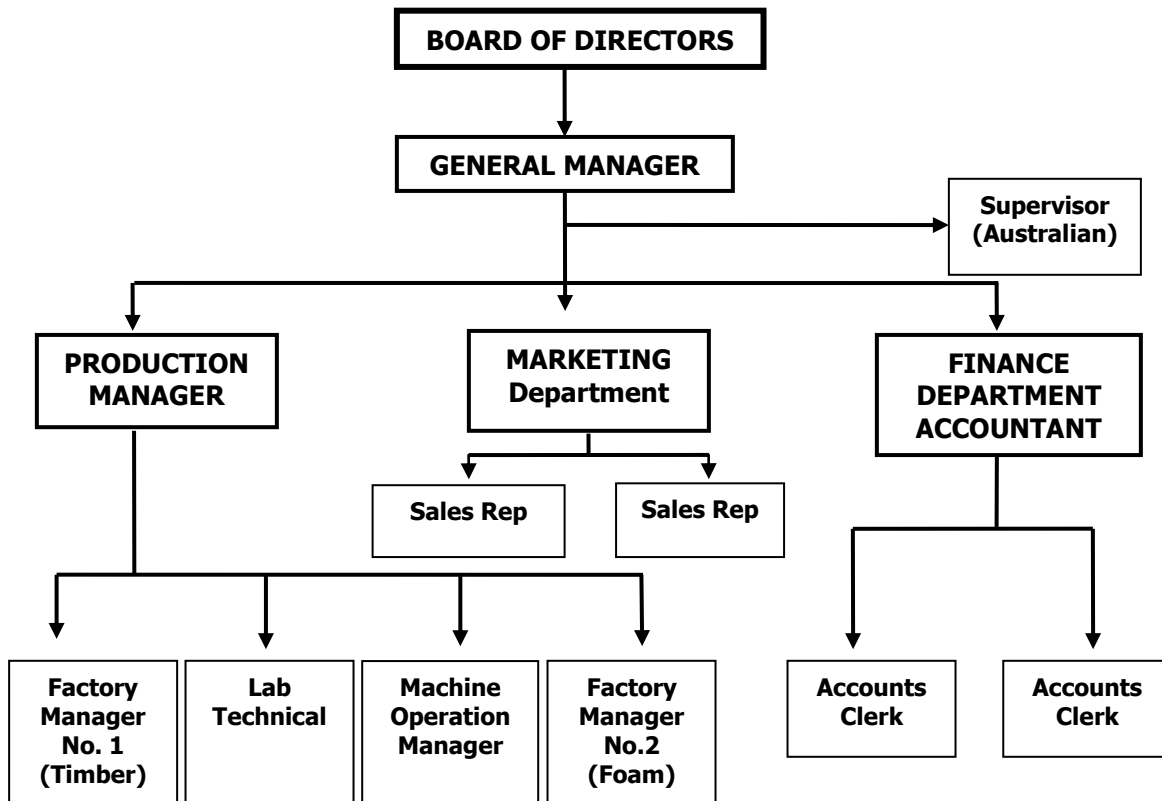 BOARD OF DIRECTORS
GENERAL MANAGER
Supervisor
(Australian)
PRODUCTION
MANAGER
MARKETING
Department
FINANCE
DEPARTMENT
ACCOUNTANT
Sales Rep
Sales Rep
Factory
Manager
No. 1
(Timber)
Lab
Technical
Machine
Operation
Manager
Factory
Manager
No.2
(Foam)
Accounts
Clerk
Accounts
Clerk